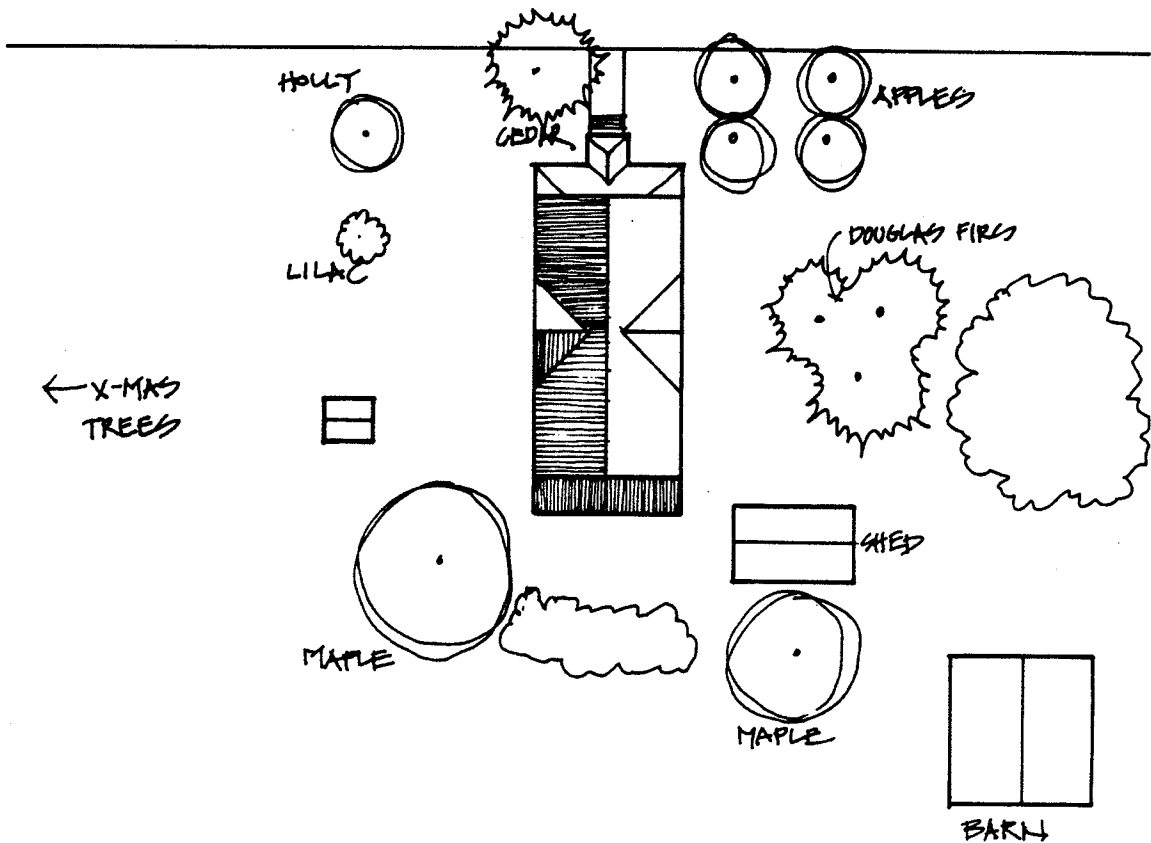 HOLLY
CEDAR
APPLES
DOUGLAS FIRS
LILAC
← X-MAS
TREES
SHED
MAPLE
MAPLE
BARN